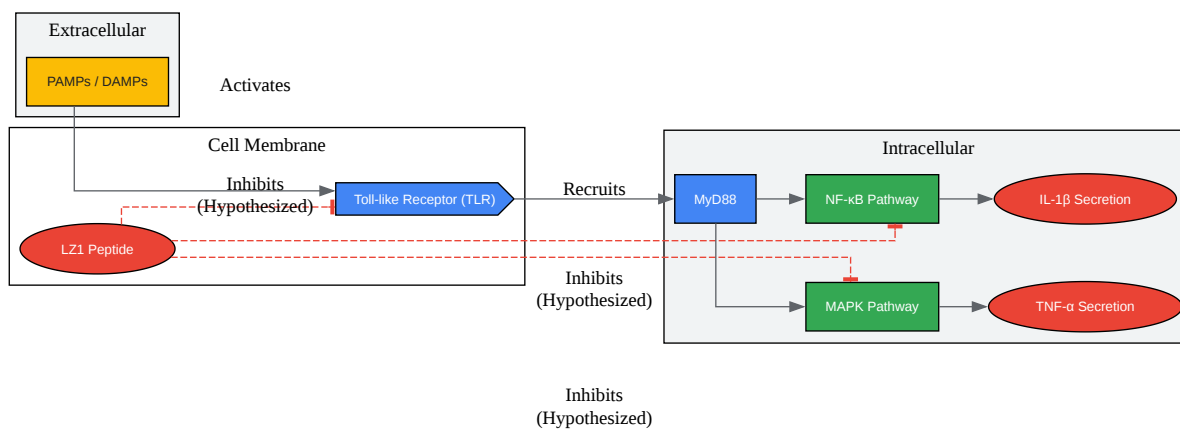 Extracellular
PAMPs / DAMPs
Activates
Cell Membrane
Inhibits
(Hypothesized)
Toll-like Receptor (TLR)
LZ1 Peptide
Recruits
Intracellular
MyD88
NF-κB Pathway
IL-1β Secretion
Inhibits
(Hypothesized)
MAPK Pathway
TNF-α Secretion
Inhibits
(Hypothesized)